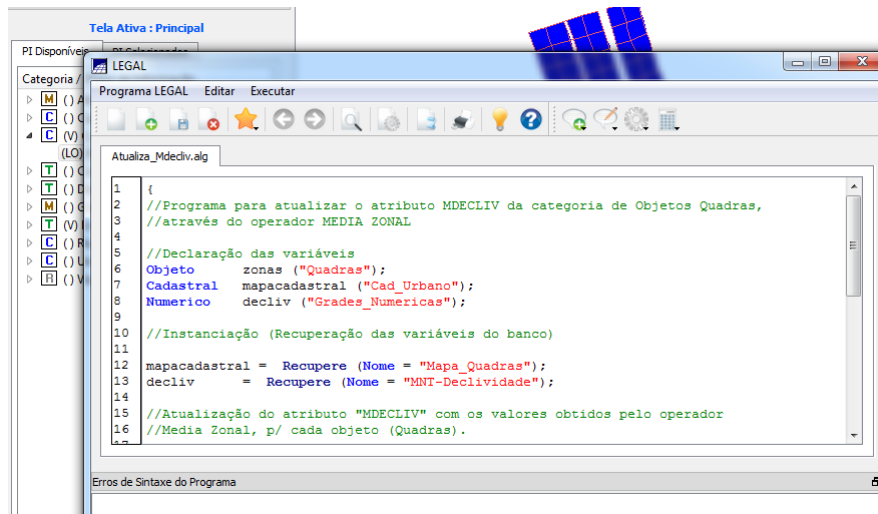 Tela Ativa : Principal
PI Disponíveis
Categoria /
M ( ) A
C ( ) C
C (V)
(LO)
T ( ) C
T ( ) D
M ( ) G
T (V)
C ( ) R
C ( ) U
R ( ) V
LEGAL
Programa LEGAL Editar Executar
Atualiza_Mdecliv.alg
1 {
2 //Programa para atualizar o atributo MDECLIV da categoria de Objetos Quadras,
3 //através do operador MEDIA ZONAL
4
5 //Declaração das variáveis
6 Objeto zonas ("Quadras");
7 Cadastral mapacadastral ("Cad_Urbano");
8 Numerico decliv ("Grades_Numericas");
9
10 //Instanciação (Recuperação das variáveis do banco)
11
12 mapacadastral = Recupere (Nome = "Mapa_Quadras");
13 decliv = Recupere (Nome = "MNT-Declividade");
14
15 //Atualização do atributo "MDECLIV" com os valores obtidos pelo operador
16 //Media Zonal, p/ cada objeto (Quadras).
Erros de Sintaxe do Programa